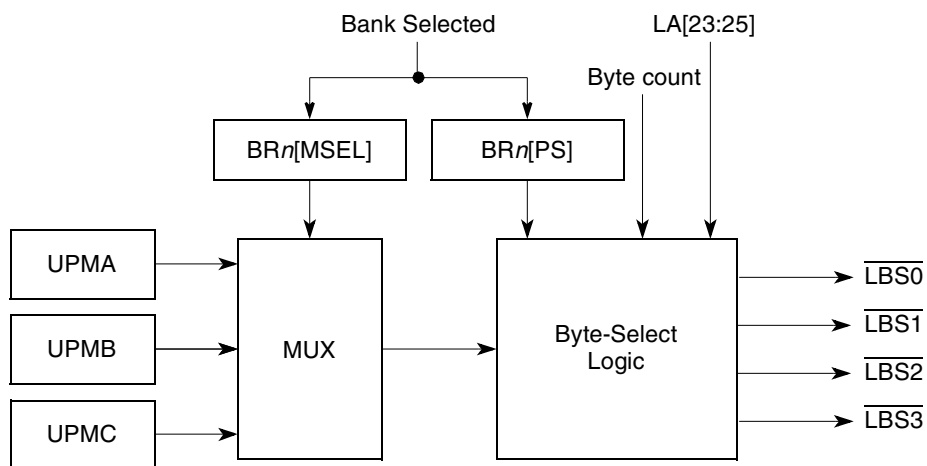 Bank Selected
LA[23:25]
Byte count
BRn[MSEL]
BRn[PS]
UPMA
UPMB
UPMC
MUX
Byte-Select
Logic
LBS0
LBS1
LBS2
LBS3